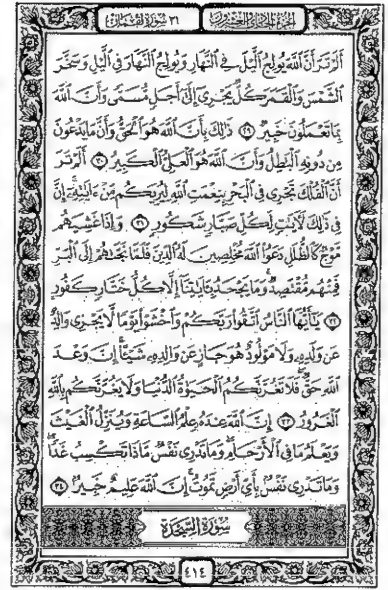 الجزء الحادي والعشرون ٣١ سورة لقمان
أَلَمْ تَرَ أَنَّ ٱللَّهَ يُولِجُ ٱلَّيْلَ فِي ٱلنَّهَارِ وَيُولِجُ ٱلنَّهَارَ فِي ٱلَّيْلِ وَسَخَّرَ
ٱلشَّمْسَ وَٱلْقَمَرَ كُلٌّ يَجْرِىٓ إِلَىٰٓ أَجَلٍ مُّسَمًّى وَأَنَّ ٱللَّهَ
بِمَا تَعْمَلُونَ خَبِيرٌ ٢٩ ذَٰلِكَ بِأَنَّ ٱللَّهَ هُوَ ٱلْحَقُّ وَأَنَّ مَا يَدْعُونَ
مِن دُونِهِ ٱلْبَٰطِلُ وَأَنَّ ٱللَّهَ هُوَ ٱلْعَلِىُّ ٱلْكَبِيرُ ٣٠ أَلَمْ تَرَ
أَنَّ ٱلْفُلْكَ تَجْرِى فِي ٱلْبَحْرِ بِنِعْمَتِ ٱللَّهِ لِيُرِيَكُم مِّنْ ءَايَٰتِهِۦٓ إِنَّ
فِي ذَٰلِكَ لَءَايَٰتٍ لِّكُلِّ صَبَّارٍ شَكُورٍ ٣١ وَإِذَا غَشِيَهُم
مَّوْجٌ كَٱلظُّلَلِ دَعَوُا۟ ٱللَّهَ مُخْلِصِينَ لَهُ ٱلدِّينَ فَلَمَّا نَجَّىٰهُمْ إِلَى ٱلْبَرِّ
فَمِنْهُم مُّقْتَصِدٌ وَمَا يَجْحَدُ بِـَٔايَٰتِنَآ إِلَّا كُلُّ خَتَّارٍ كَفُورٍ
٣٢ يَٰٓأَيُّهَا ٱلنَّاسُ ٱتَّقُوا۟ رَبَّكُمْ وَٱخْشَوْا۟ يَوْمًا لَّا يَجْزِى وَالِدٌ
عَن وَلَدِهِۦ وَلَا مَوْلُودٌ هُوَ جَازٍ عَن وَالِدِهِۦ شَيْـًٔا إِنَّ وَعْدَ
ٱللَّهِ حَقٌّ فَلَا تَغُرَّنَّكُمُ ٱلْحَيَوٰةُ ٱلدُّنْيَا وَلَا يَغُرَّنَّكُم بِٱللَّهِ
ٱلْغَرُورُ ٣٣ إِنَّ ٱللَّهَ عِندَهُۥ عِلْمُ ٱلسَّاعَةِ وَيُنَزِّلُ ٱلْغَيْثَ
وَيَعْلَمُ مَا فِي ٱلْأَرْحَامِ وَمَا تَدْرِى نَفْسٌ مَّاذَا تَكْسِبُ غَدًا
وَمَا تَدْرِى نَفْسٌۢ بِأَىِّ أَرْضٍ تَمُوتُ إِنَّ ٱللَّهَ عَلِيمٌ خَبِيرٌۢ ٣٤
سُورَةُ السَّجْدَةِ
٤١٤